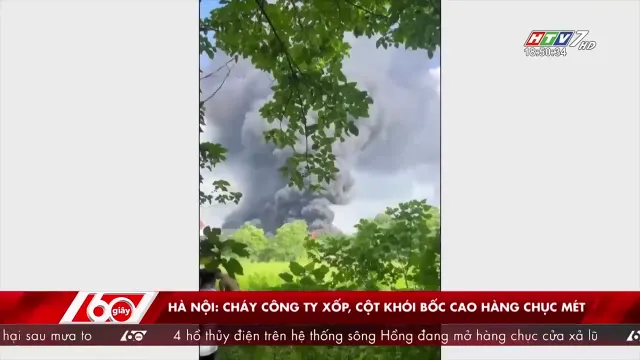 HTV7 HD
18:50:34
60 giây
HÀ NỘI: CHÁY CÔNG TY XỐP, CỘT KHÓI BỐC CAO HÀNG CHỤC MÉT
hại sau mưa to 60 giây 4 hồ thủy điện trên hệ thống sông Hồng đang mở hàng chục cửa xả lũ